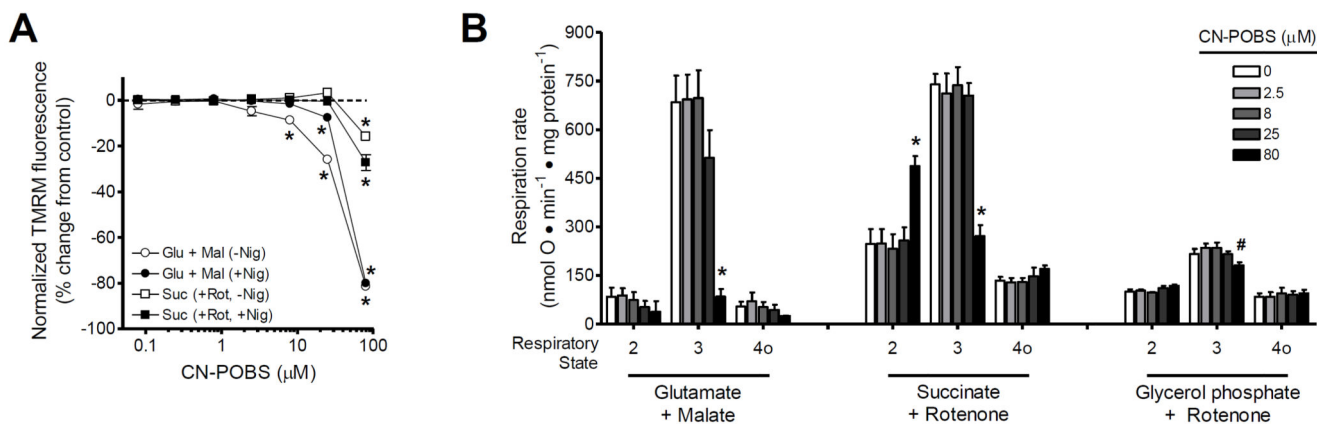 A
Normalized TMRM fluorescence
(% change from control)
0
-20
-40
-60
-80
-100
*
*
*
*
*
*
*
*
Glu + Mal (-Nig)
Glu + Mal (+Nig)
Suc (+Rot, -Nig)
Suc (+Rot, +Nig)
0.1
1
10
100
CN-POBS (μM)
B
Respiration rate
(nmol O • min⁻¹ • mg protein⁻¹)
900
750
600
450
300
150
0
*
*
*
#
CN-POBS (μM)
0
2.5
8
25
80
Respiratory
State
2 3 4o
2 3 4o
2 3 4o
Glutamate
+ Malate
Succinate
+ Rotenone
Glycerol phosphate
+ Rotenone